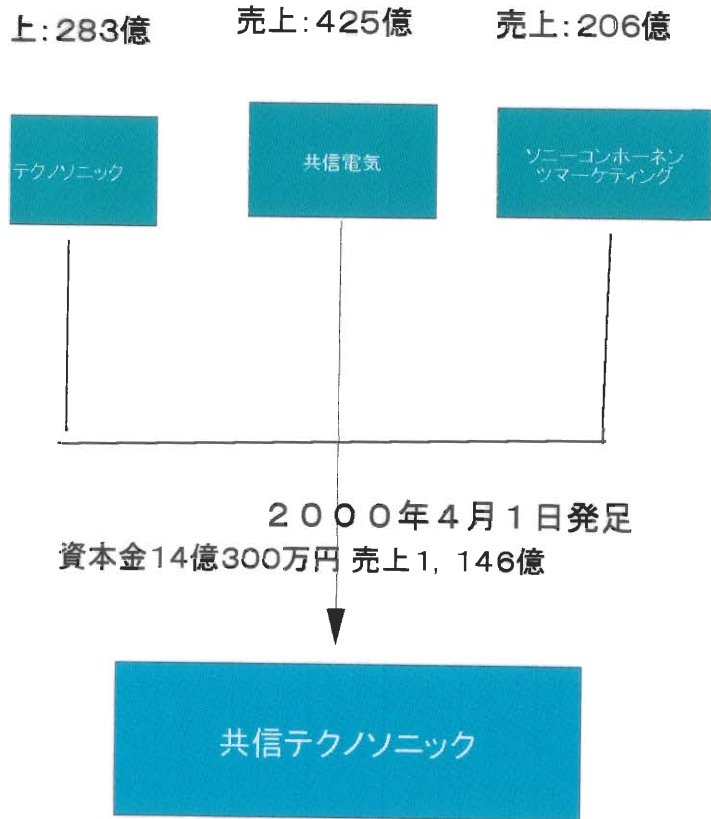 上:283億
売上:425億
売上:206億
テクノソニック
共信電気
ソニーコンホーネン
ツマーケティング
2000年4月1日発足
資本金14億300万円 売上1,146億
共信テクノソニック